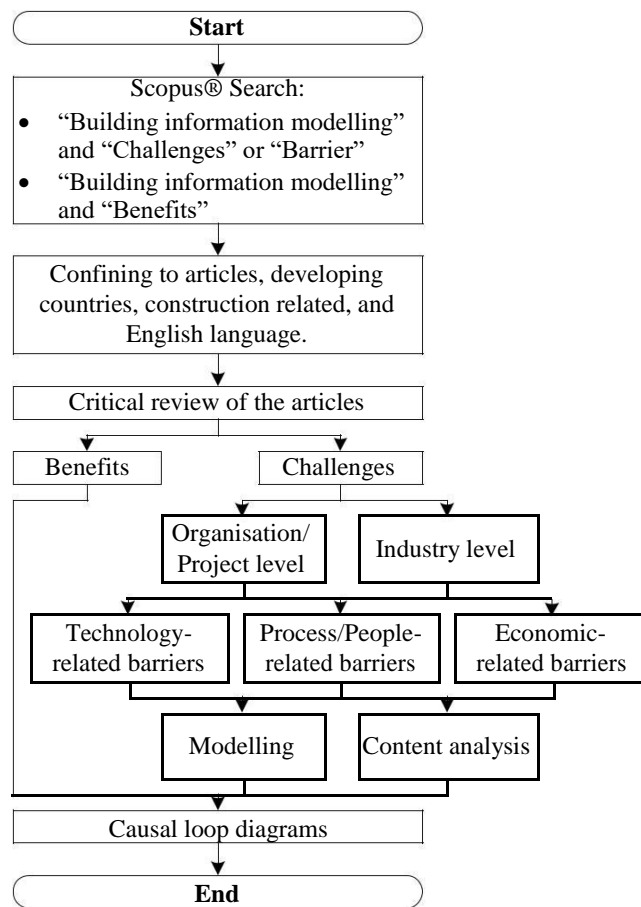 Start
Scopus® Search:
• “Building information modelling”
and “Challenges” or “Barrier”
• “Building information modelling”
and “Benefits”
Confining to articles, developing
countries, construction related, and
English language.
Critical review of the articles
Benefits
Challenges
Organisation/
Project level
Industry level
Technology-
related barriers
Process/People-
related barriers
Economic-
related barriers
Modelling
Content analysis
Causal loop diagrams
End